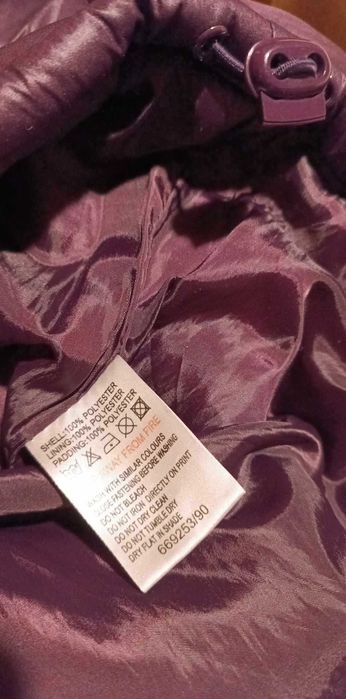 SHELL:100% POLYESTER
LINING:100% POLYESTER
PADDING:100% POLYESTER
AWAY FROM FIRE
WASH WITH SIMILAR COLOURS
CLOSE FASTENING BEFORE WASHING
DO NOT BLEACH
DO NOT IRON DIRECTLY ON PRINT
DO NOT DRY CLEAN
DO NOT TUMBLE DRY
DRY FLAT IN SHADE
669253/90